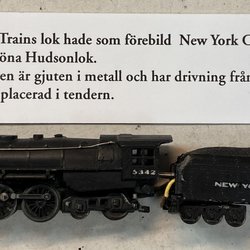 Trains lok hade som förebild New York C
öna Hudsonlok.
en är gjuten i metall och har drivning från
placerad i tendern.
5342
NEW YO